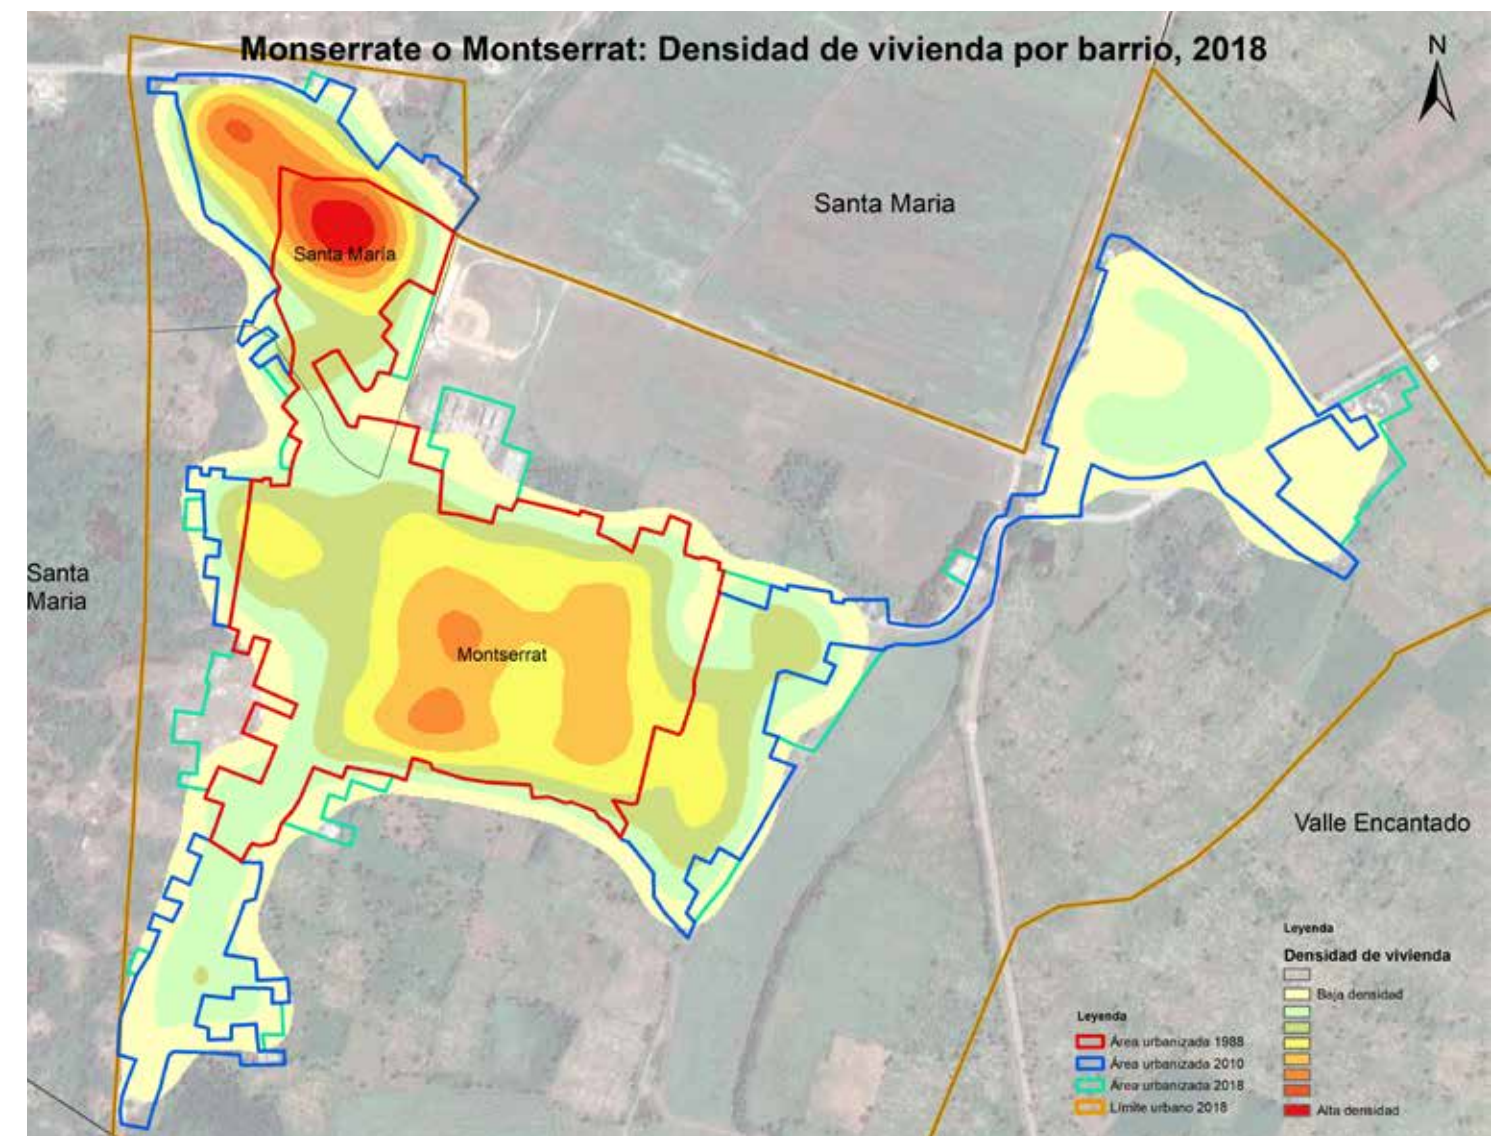 Monserrate o Montserrat: Densidad de vivienda por barrio, 2018
N
Santa Maria
Santa María
Santa
Maria
Montserrat
Valle Encantado
Leyenda
Densidad de vivienda
Baja densidad
Alta densidad
Leyenda
Área urbanizada 1988
Área urbanizada 2010
Área urbanizada 2018
Límite urbano 2018